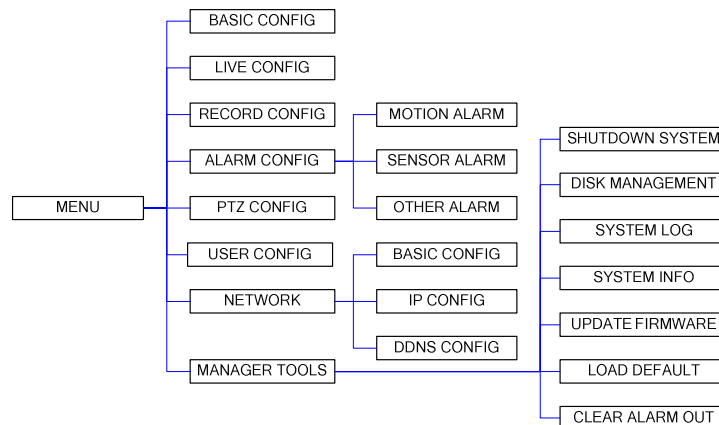 MENU
BASIC CONFIG
LIVE CONFIG
RECORD CONFIG
ALARM CONFIG
PTZ CONFIG
USER CONFIG
NETWORK
MANAGER TOOLS
MOTION ALARM
SENSOR ALARM
OTHER ALARM
BASIC CONFIG
IP CONFIG
DDNS CONFIG
SHUTDOWN SYSTEM
DISK MANAGEMENT
SYSTEM LOG
SYSTEM INFO
UPDATE FIRMWARE
LOAD DEFAULT
CLEAR ALARM OUT